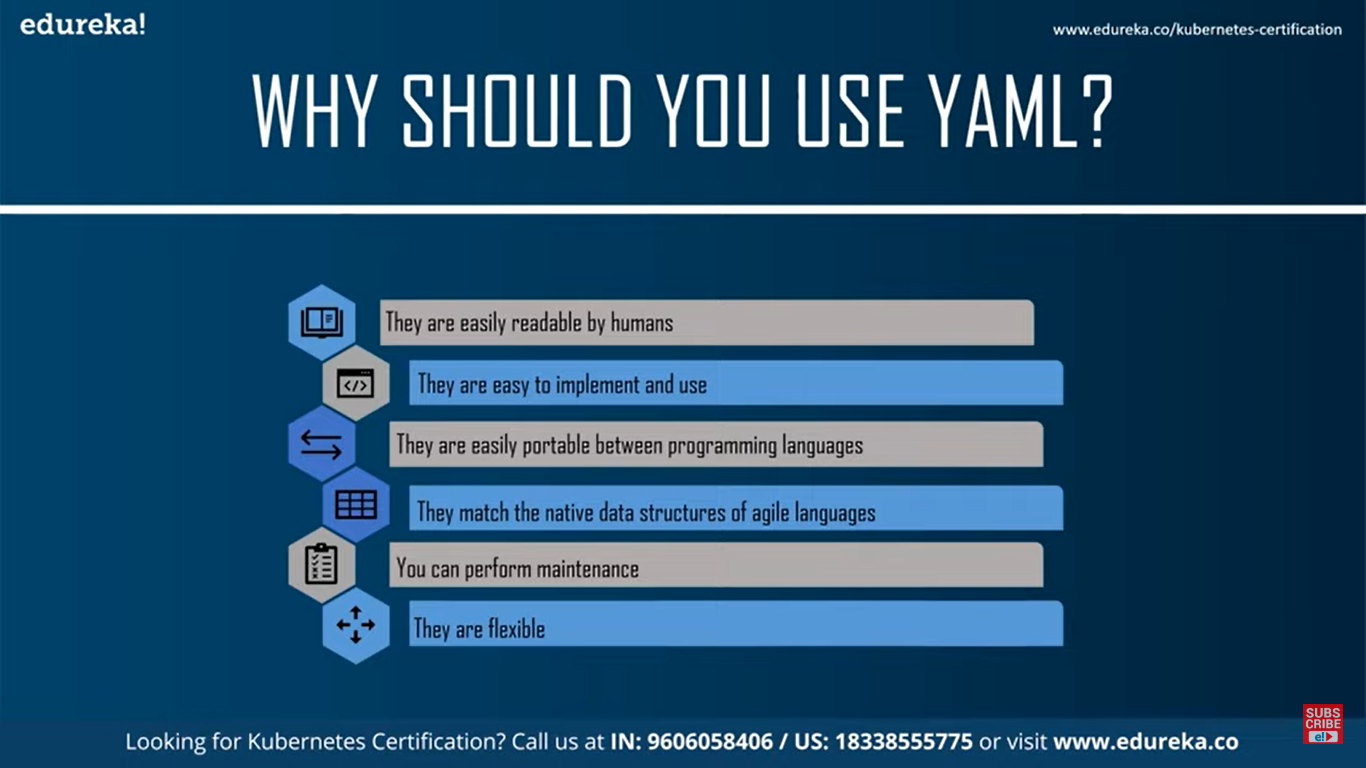 edureka!
www.edureka.co/kubernetes-certification
WHY SHOULD YOU USE YAML?
They are easily readable by humans
</>
They are easy to implement and use
They are easily portable between programming languages
They match the native data structures of agile languages
You can perform maintenance
They are flexible
SUBS
CRIBE
e!
Looking for Kubernetes Certification? Call us at IN: 9606058406 / US: 18338555775 or visit www.edureka.co